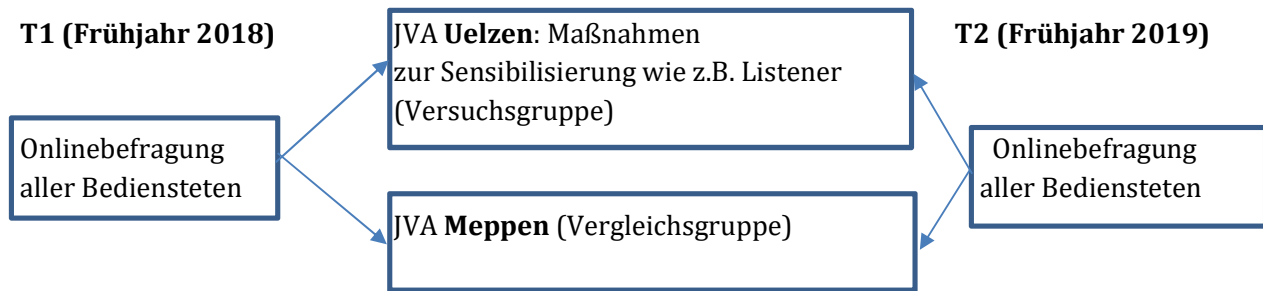 T1 (Frühjahr 2018)
JVA Uelzen: Maßnahmen
zur Sensibilisierung wie z.B. Listener
(Versuchsgruppe)
T2 (Frühjahr 2019)
Onlinebefragung
aller Bediensteten
Onlinebefragung
aller Bediensteten
JVA Meppen (Vergleichsgruppe)